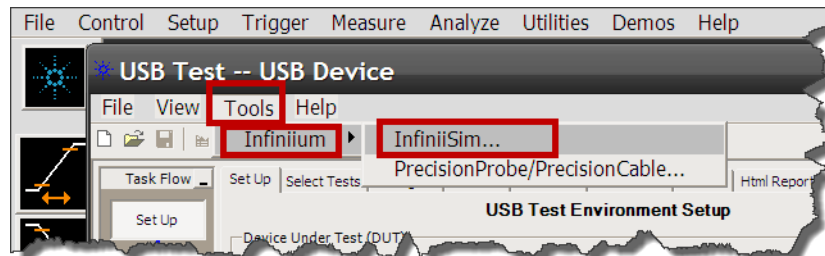 File Control Setup Trigger Measure Analyze Utilities Demos Help
USB Test -- USB Device
File View Tools Help
Infiniium InfiniiSim...
PrecisionProbe/PrecisionCable...
Task Flow Set Up Select Tests Html Report
USB Test Environment Setup
Set Up
Device Under Test (DUT)